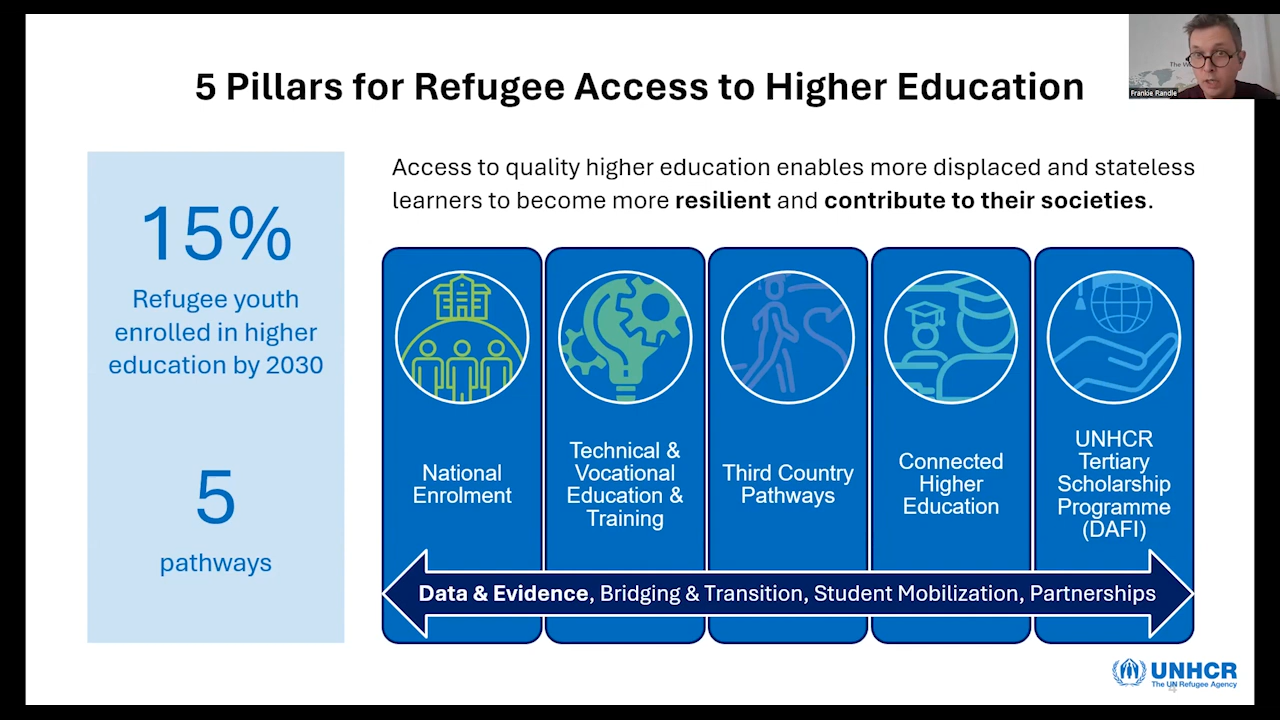 5 Pillars for Refugee Access to Higher Education
Frankie Randle
15%
Refugee youth
enrolled in higher
education by 2030
5
pathways
Access to quality higher education enables more displaced and stateless
learners to become more resilient and contribute to their societies.
National
Enrolment
Technical &
Vocational
Education &
Training
Third Country
Pathways
Connected
Higher
Education
UNHCR
Tertiary
Scholarship
Programme
(DAFI)
Data & Evidence, Bridging & Transition, Student Mobilization, Partnerships
UNHCR
The UN Refugee Agency